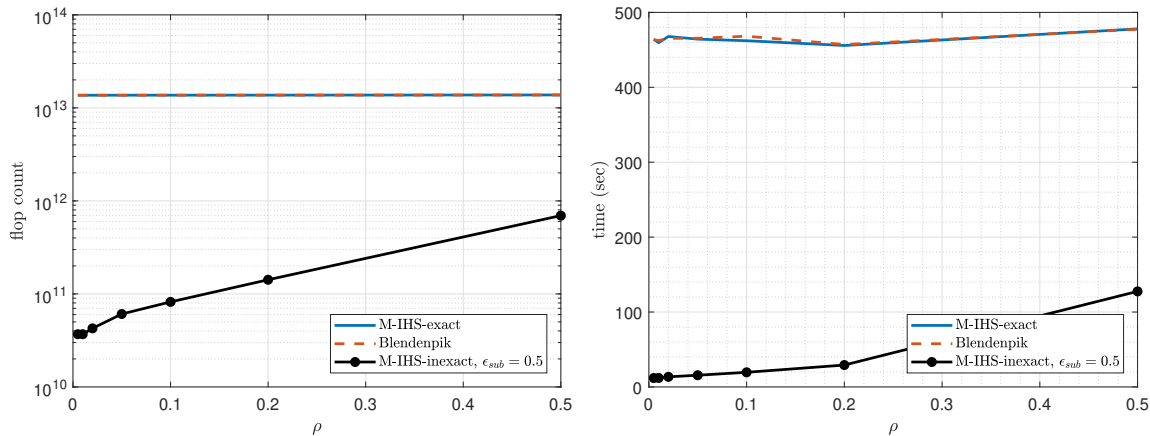 10^14
10^13
10^12
10^11
10^10
flop count
0
0.1
0.2
0.3
0.4
0.5
ρ
M-IHS-exact
Blendenpik
M-IHS-inexact, ϵ_sub = 0.5
500
400
300
200
100
0
time (sec)
0
0.1
0.2
0.3
0.4
0.5
ρ
M-IHS-exact
Blendenpik
M-IHS-inexact, ϵ_sub = 0.5